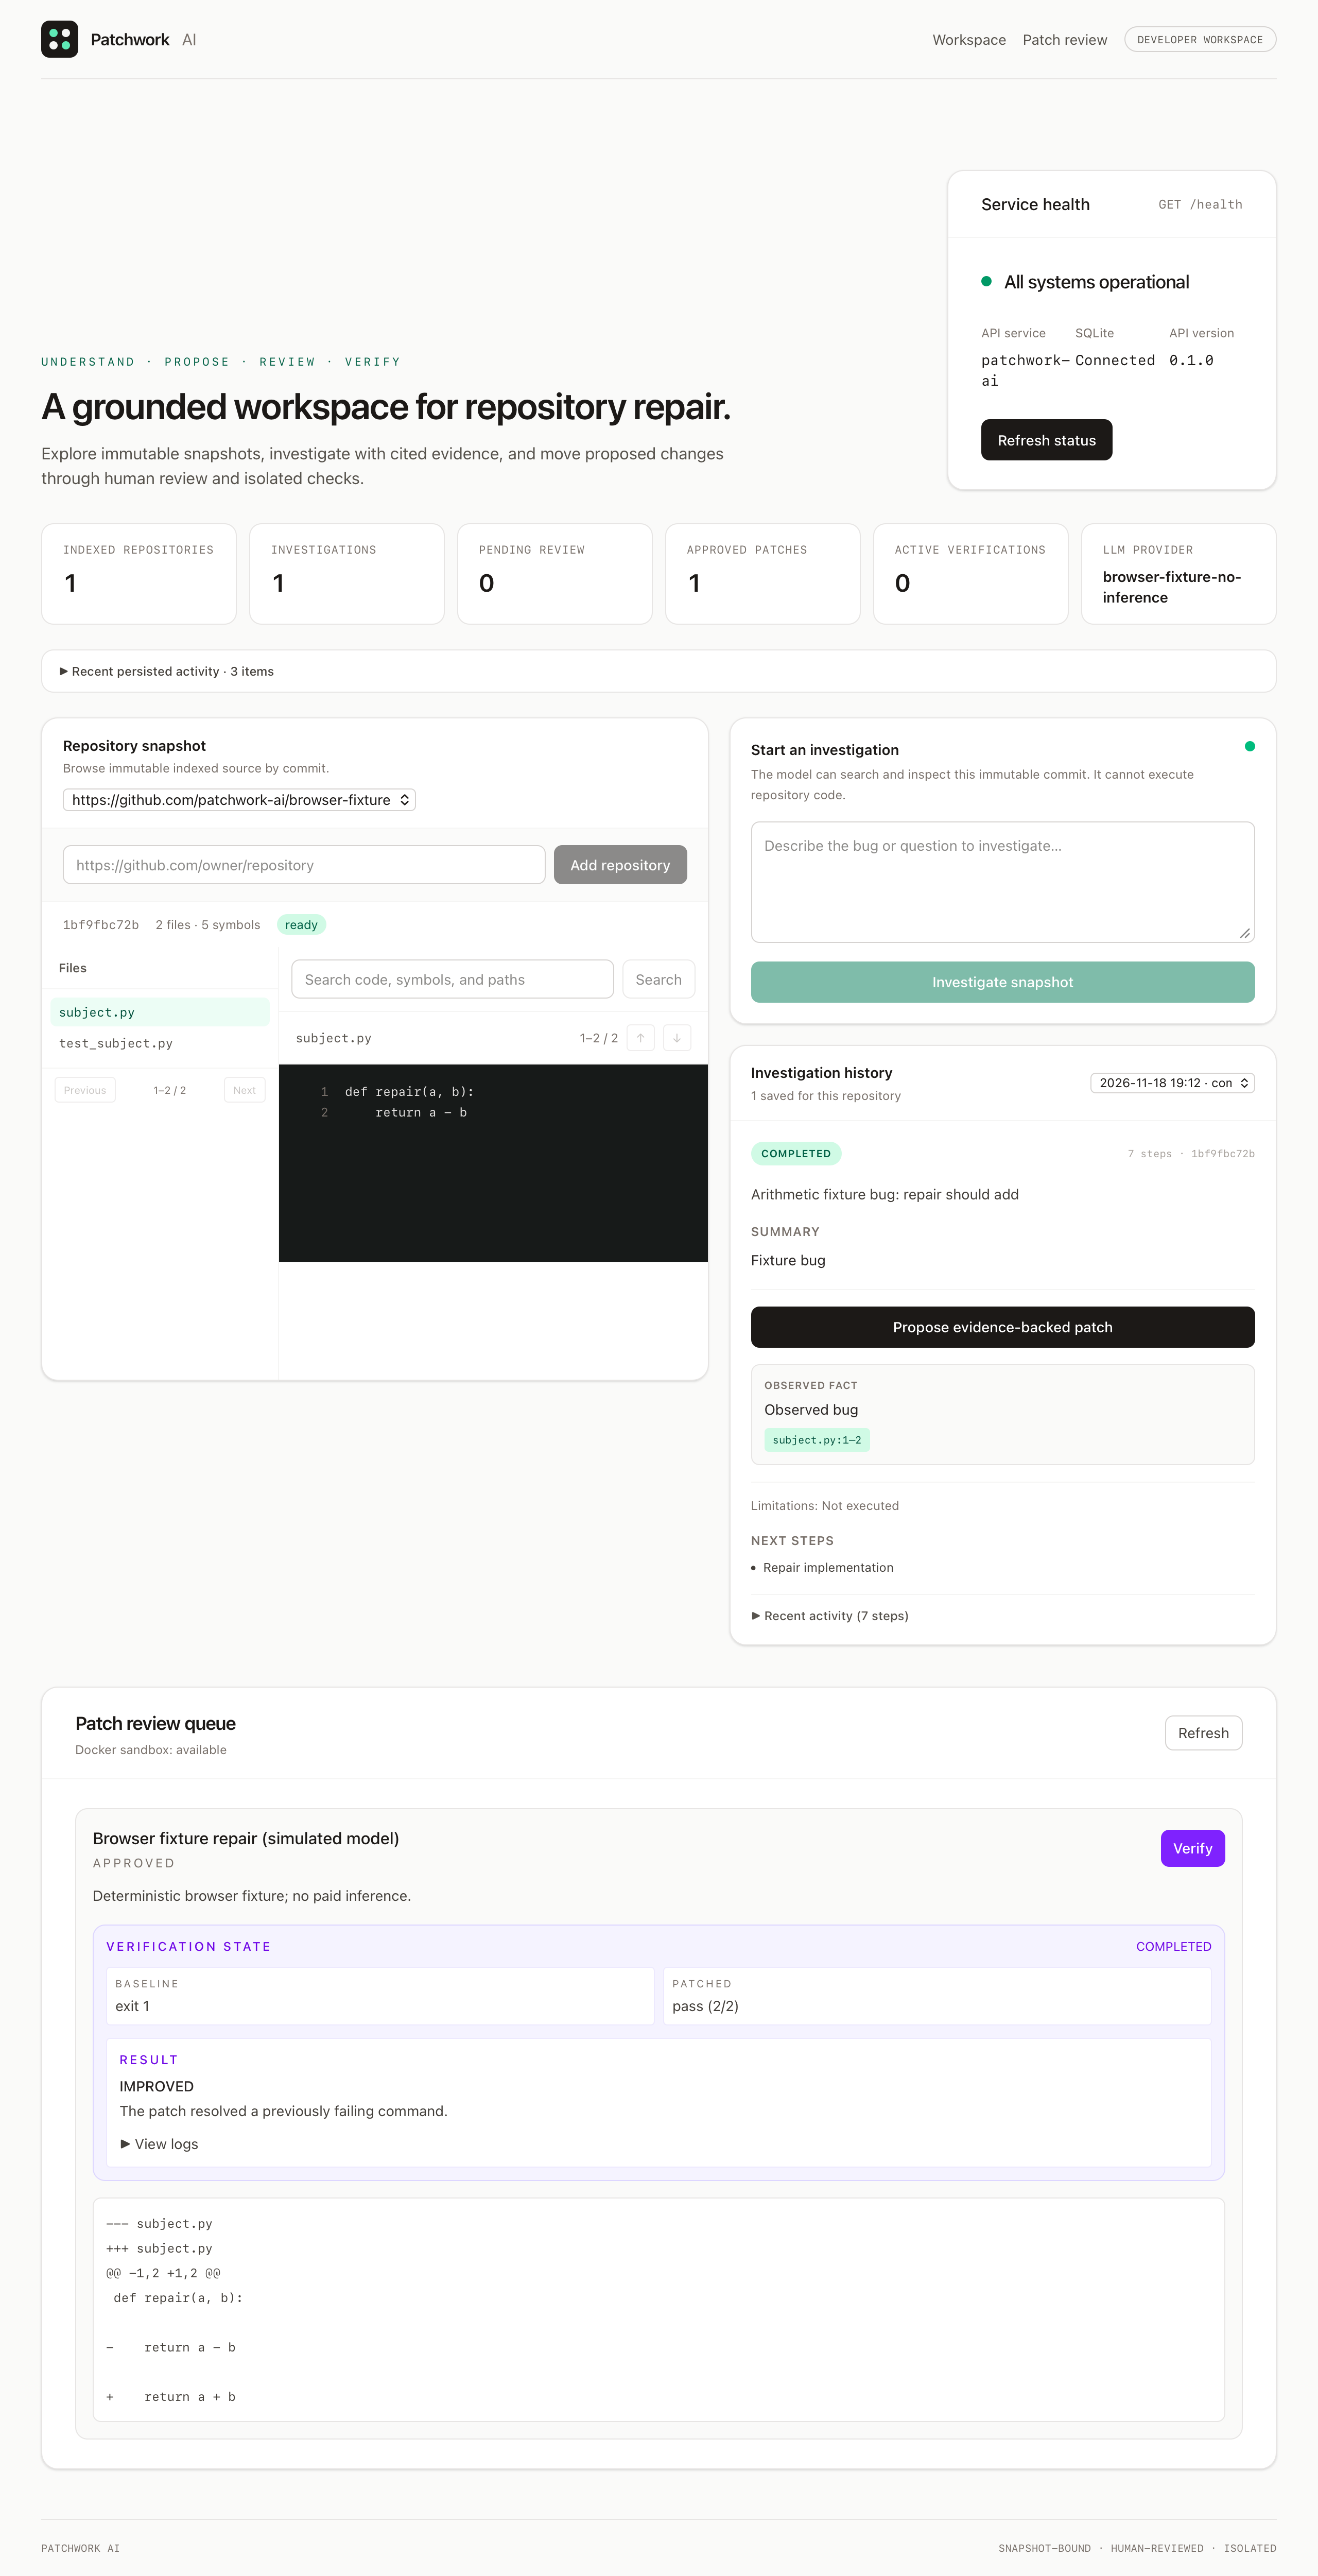 Patchwork AI
Workspace Patch review DEVELOPER WORKSPACE
Service health GET /health
All systems operational
API service SQLite API version
patchwork-ai Connected 0.1.0
Refresh status
UNDERSTAND · PROPOSE · REVIEW · VERIFY
A grounded workspace for repository repair.
Explore immutable snapshots, investigate with cited evidence, and move proposed changes
through human review and isolated checks.
INDEXED REPOSITORIES
1
INVESTIGATIONS
1
PENDING REVIEW
0
APPROVED PATCHES
1
ACTIVE VERIFICATIONS
0
LLM PROVIDER
browser-fixture-no-
inference
▶ Recent persisted activity · 3 items
Repository snapshot
Browse immutable indexed source by commit.
https://github.com/patchwork-ai/browser-fixture
https://github.com/owner/repository Add repository
1bf9fbc72b 2 files · 5 symbols ready
Files
subject.py
test_subject.py
Previous 1–2 / 2 Next
Search code, symbols, and paths Search
subject.py 1–2 / 2 ↑ ↓
1 def repair(a, b):
2     return a - b
Start an investigation
The model can search and inspect this immutable commit. It cannot execute
repository code.
Describe the bug or question to investigate...
Investigate snapshot
Investigation history
1 saved for this repository
2026-11-18 19:12 · con
COMPLETED 7 steps · 1bf9fbc72b
Arithmetic fixture bug: repair should add
SUMMARY
Fixture bug
Propose evidence-backed patch
OBSERVED FACT
Observed bug
subject.py:1–2
Limitations: Not executed
NEXT STEPS
• Repair implementation
▶ Recent activity (7 steps)
Patch review queue
Docker sandbox: available
Refresh
Browser fixture repair (simulated model)
APPROVED
Verify
Deterministic browser fixture; no paid inference.
VERIFICATION STATE COMPLETED
BASELINE
exit 1
PATCHED
pass (2/2)
RESULT
IMPROVED
The patch resolved a previously failing command.
▶ View logs
--- subject.py
+++ subject.py
@@ -1,2 +1,2 @@
 def repair(a, b):
-    return a - b
+    return a + b
PATCHWORK AI
SNAPSHOT-BOUND · HUMAN-REVIEWED · ISOLATED